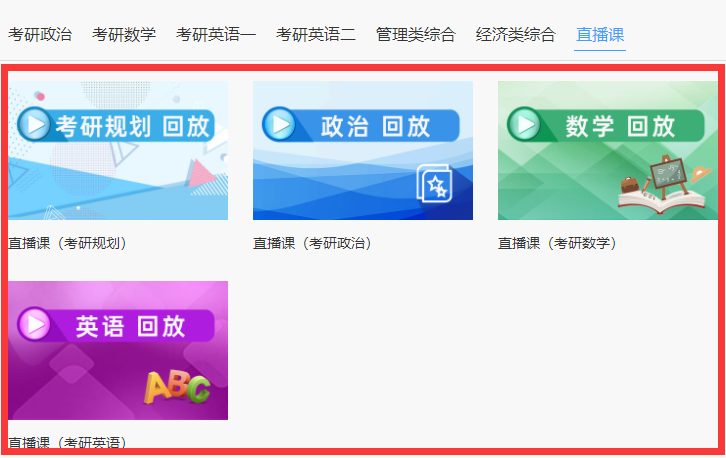 考研政治 考研数学 考研英语一 考研英语二 管理类综合 经济类综合 直播课
考研规划 回放 政治 回放 数学 回放
直播课（考研规划） 直播课（考研政治） 直播课（考研数学）
英语 回放
ABC
直播课（考研英语）